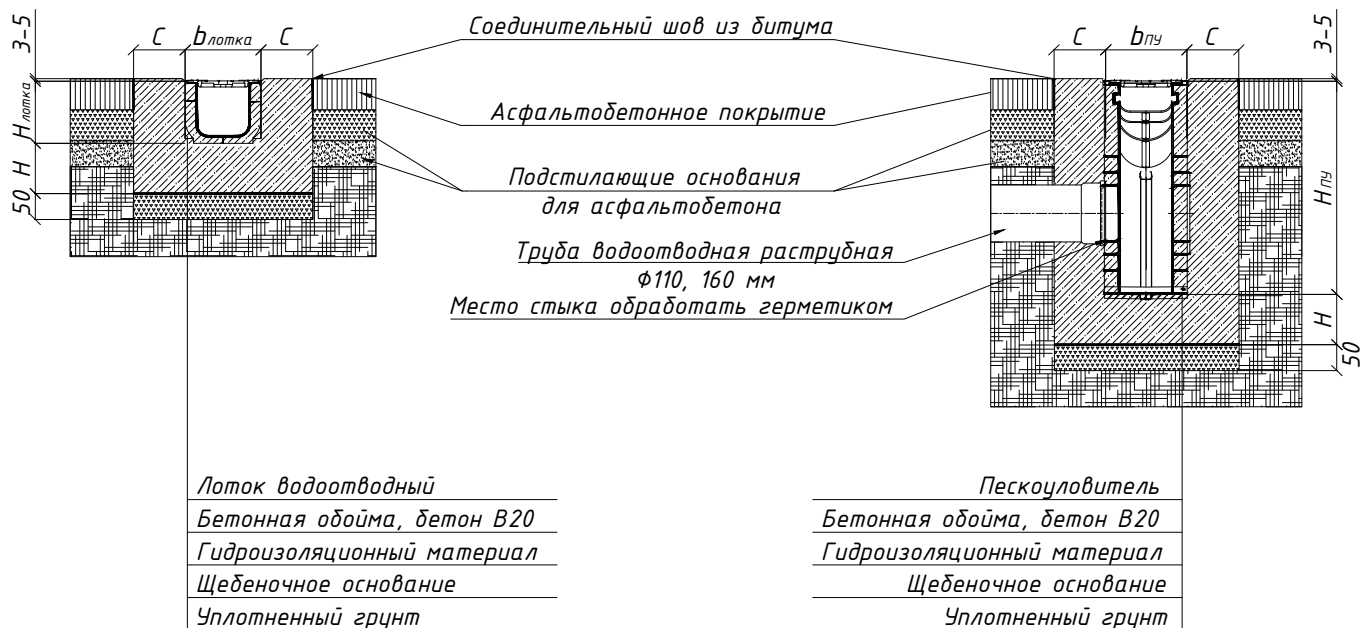 3-5
C
bлотка
C
Hлотка
H
50
Соединительный шов из битума
Асфальтобетонное покрытие
Подстилающие основания
для асфальтобетона
Труба водоотводная раструбная
Ф110, 160 мм
Место стыка обработать герметиком
C
bПУ
C
3-5
HПУ
H
50
Лоток водоотводный
Бетонная обойма, бетон В20
Гидроизоляционный материал
Щебеночное основание
Уплотненный грунт
Пескоуловитель
Бетонная обойма, бетон В20
Гидроизоляционный материал
Щебеночное основание
Уплотненный грунт